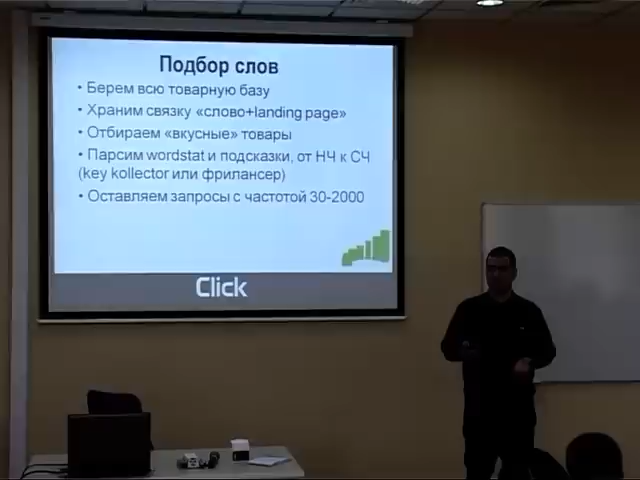 Подбор слов
• Берем всю товарную базу
• Храним связку «слово+landing page»
• Отбираем «вкусные» товары
• Парсим wordstat и подсказки, от НЧ к СЧ
(key kollector или фрилансер)
• Оставляем запросы с частотой 30-2000
Click